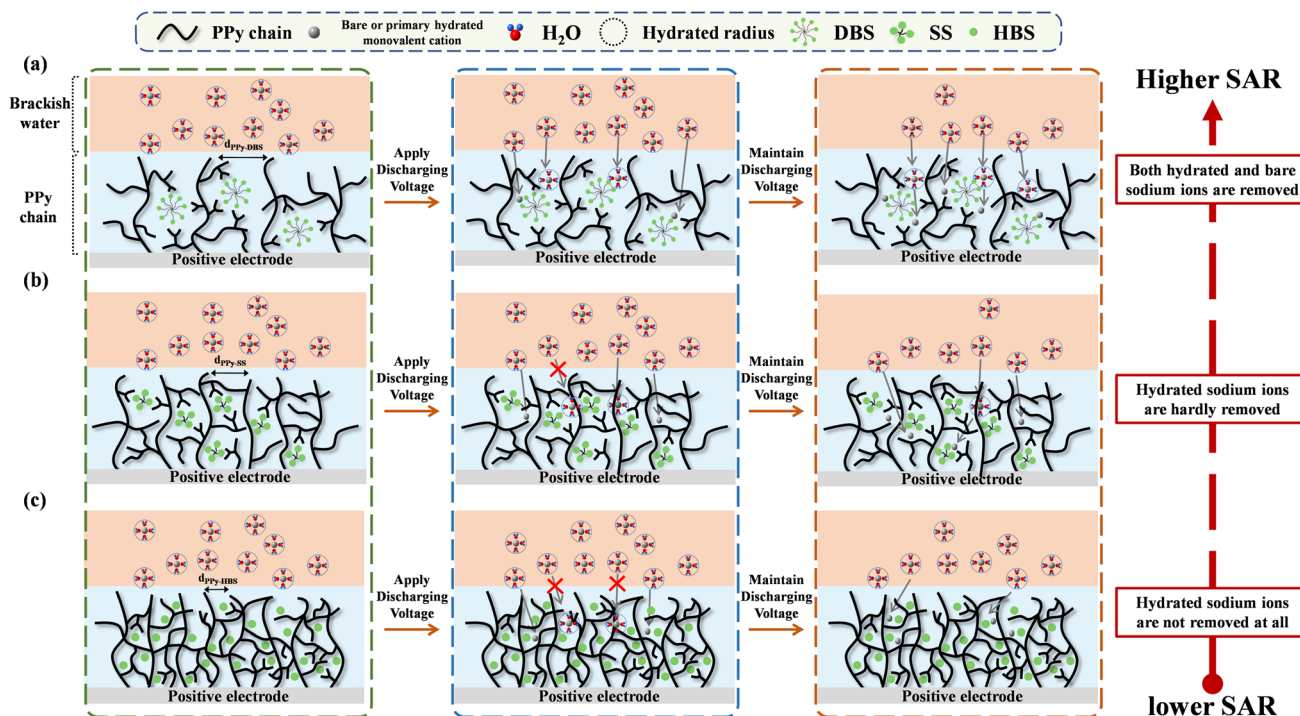 PPy chain
Bare or primary hydrated
monovalent cation
H2O
Hydrated radius
DBS
SS
HBS
(a)
Brackish
water
PPy
chain
dPPy-DBS
Positive electrode
Apply
Discharging
Voltage
Positive electrode
Maintain
Discharging
Voltage
Positive electrode
Higher SAR
Both hydrated and bare
sodium ions are removed
(b)
dPPy-SS
Positive electrode
Apply
Discharging
Voltage
Positive electrode
Maintain
Discharging
Voltage
Positive electrode
Hydrated sodium ions
are hardly removed
(c)
dPPy-HBS
Positive electrode
Apply
Discharging
Voltage
Positive electrode
Maintain
Discharging
Voltage
Positive electrode
Hydrated sodium ions
are not removed at all
lower SAR